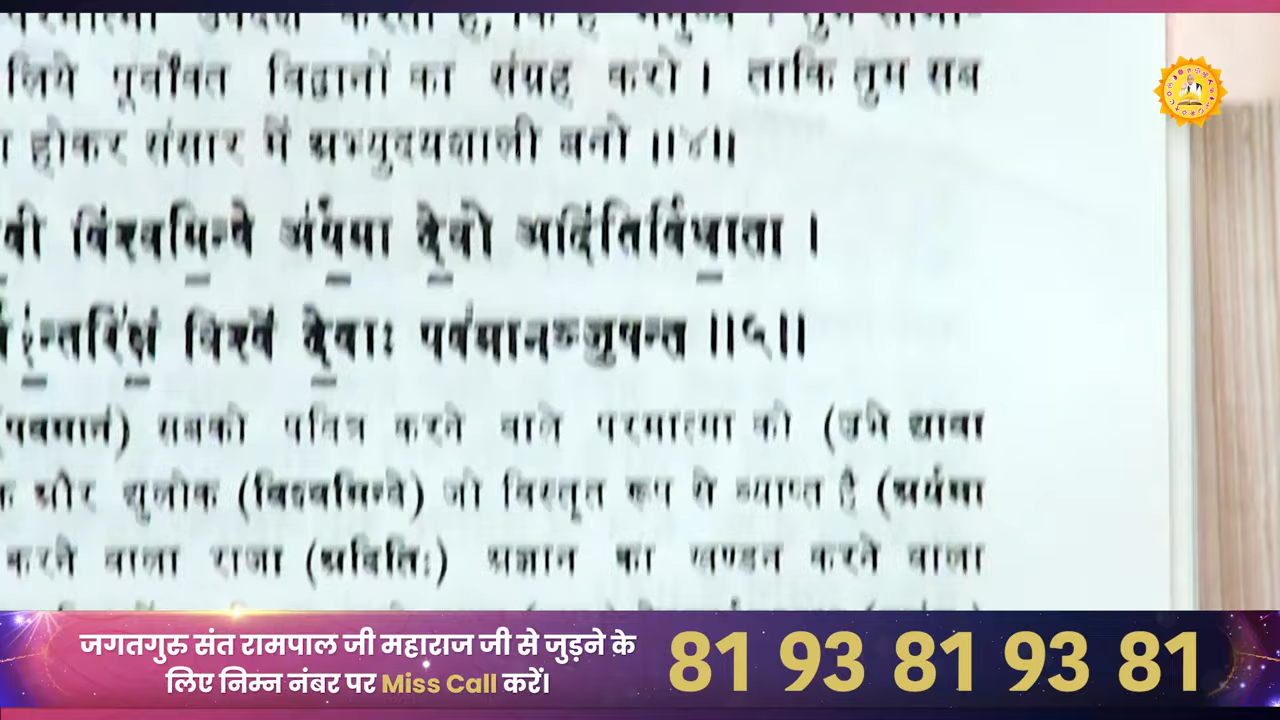 लिये पूर्वोक्त विद्वानों का संग्रह करो । ताकि तुम सब
होकर संसार में अभ्युदयशाली बनो ।।४।।
विश्वमिन्वे अर्यमा देवो अदितिर्विधाता ।
विश्वे देवाः पवमानञ्जुषन्त ।।५।।
(पवमानं) सबको पवित्र करने वाले परमात्मा को (उभे द्यावा
और द्युलोक (विश्वमिन्वे) जो विस्तृत रूप से व्याप्त है (अर्यमा
करने वाला राजा (अदितिः) अज्ञान का खण्डन करने वाला
जगतगुरु संत रामपाल जी महाराज जी से जुड़ने के
लिए निम्न नंबर पर Miss Call करें।
81 93 81 93 81